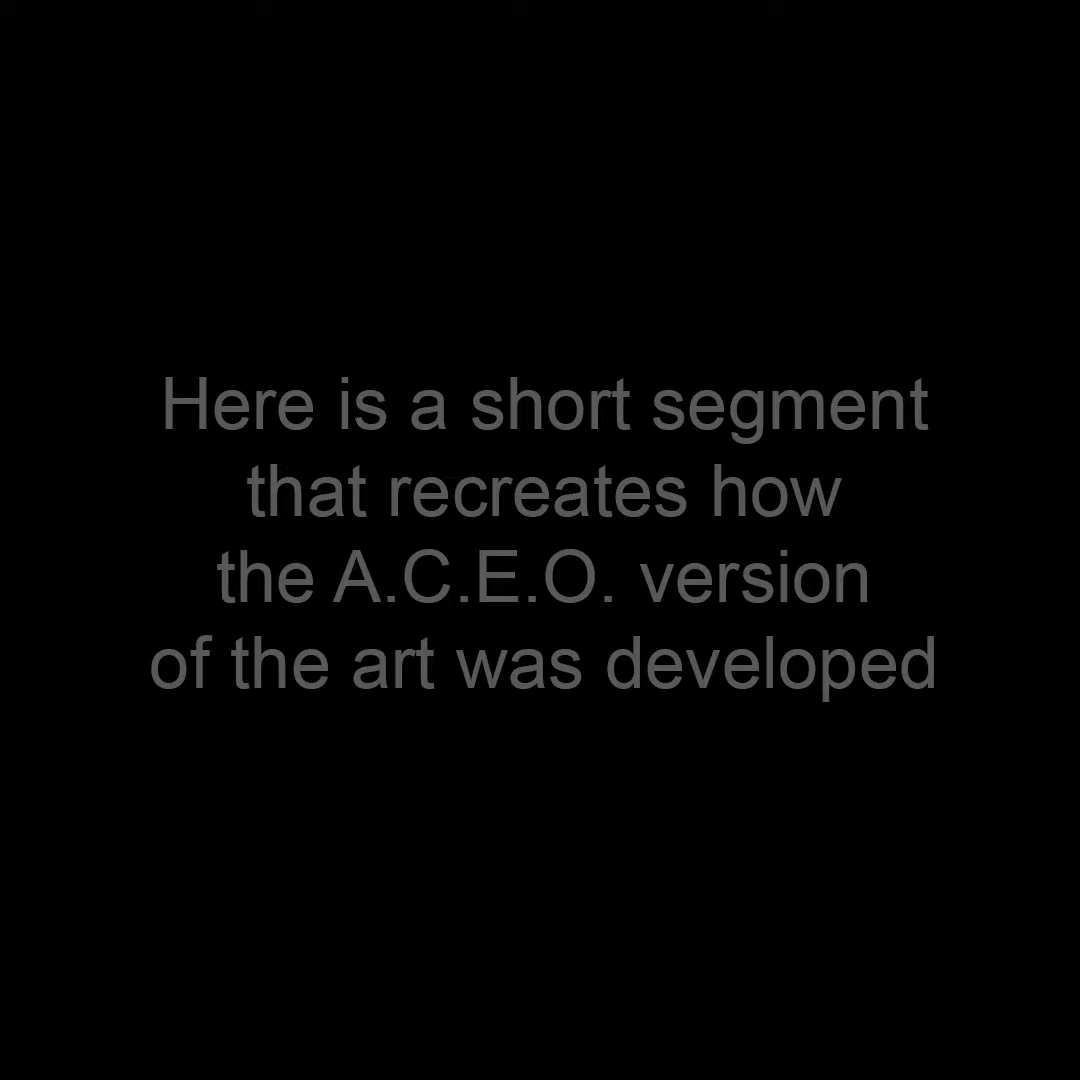 Here is a short segment
that recreates how
the A.C.E.O. version
of the art was developed